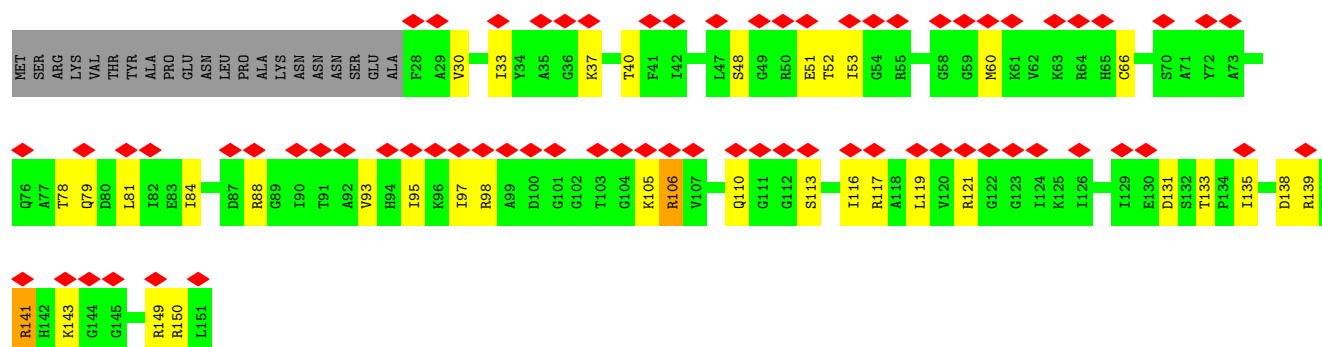 MET SER ARG LYS VAL THR TYR ALA PRO GLU ASN LEU PRO ALA LYS ASN ASN ASN SER GLU ALA F28 A29 V30 I33 Y34 A35 G36 K37 T40 F41 I42 L47 S48 G49 R50 E51 T52 I53 G54 R55 G58 G59 M60 K61 V62 K63 R64 H65 C66 S70 A71 Y72 A73
Q76 A77 T78 Q79 D80 L81 I82 E83 I84 D87 R88 G89 I90 T91 A92 V93 H94 I95 K96 I97 R98 A99 D100 G101 G102 T103 G104 K105 R106 V107 Q110 G111 G112 S113 I116 R117 A118 L119 V120 R121 G122 G123 I124 K125 I126 I129 E130 D131 S132 T133 P134 I135 D138 R139
R141 H142 K143 G144 G145 R149 R150 L151